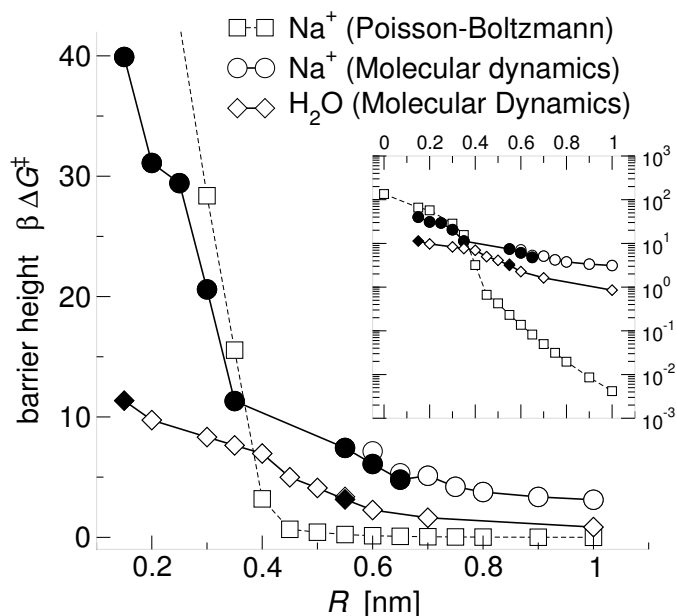 Na⁺ (Poisson-Boltzmann)
Na⁺ (Molecular dynamics)
H₂O (Molecular Dynamics)
barrier height β ΔG‡
40
30
20
10
0
0.2
0.4
0.6
0.8
1
R [nm]
0 0.2 0.4 0.6 0.8 1
10³
10²
10¹
10⁰
10⁻¹
10⁻²
10⁻³